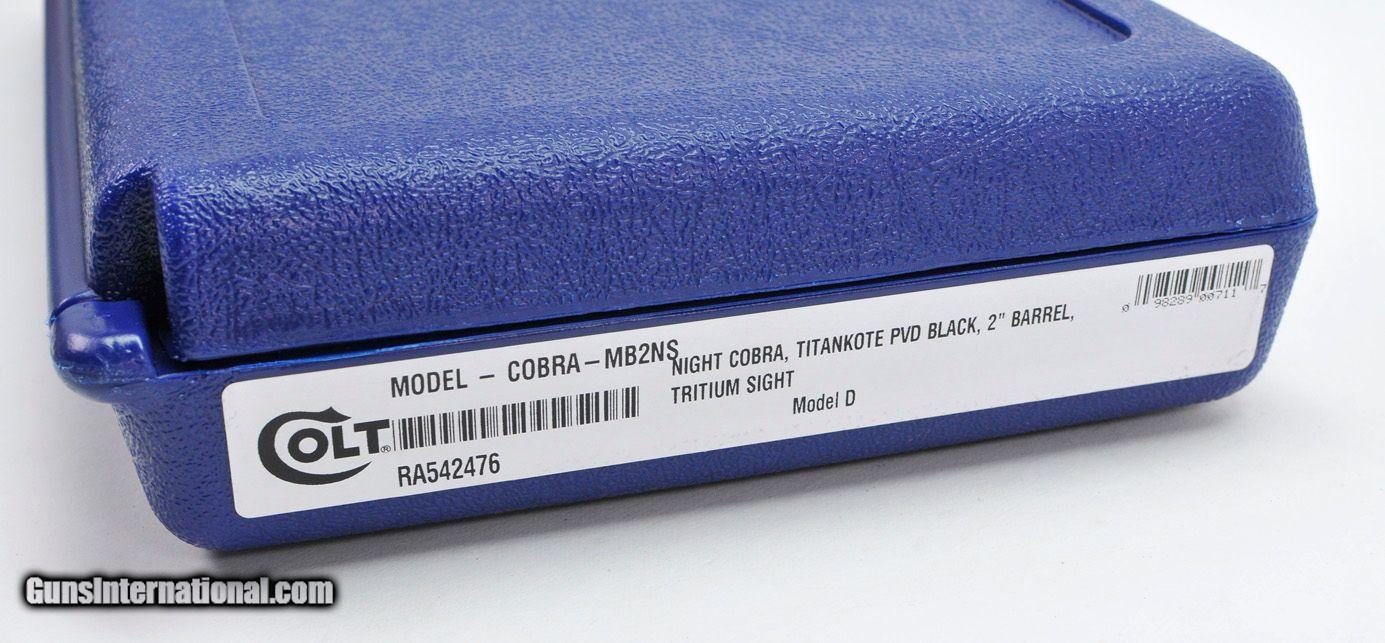 MODEL – COBRA–MB2NS
NIGHT COBRA, TITANKOTE PVD BLACK, 2" BARREL,
TRITIUM SIGHT
Model D
COLT®
RA542476
0 98289 00711 7
GunsInternational.com